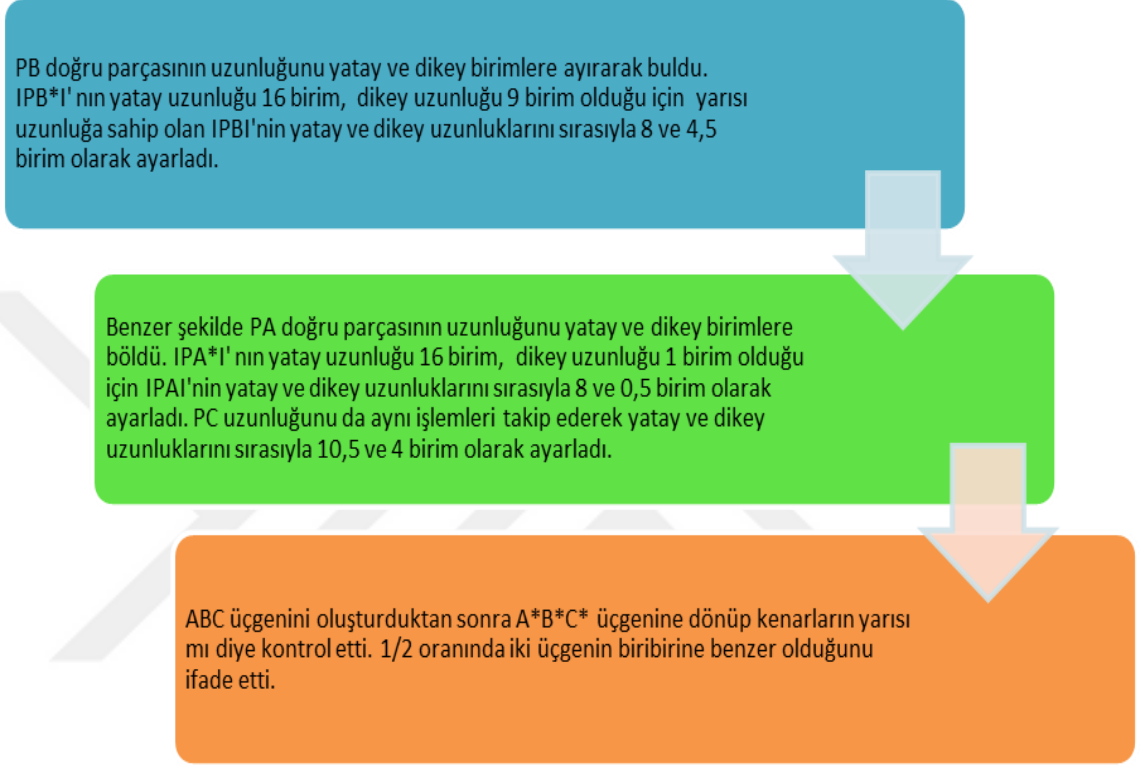 PB doğru parçasının uzunluğunu yatay ve dikey birimlere ayırarak buldu.
IPB*I' nın yatay uzunluğu 16 birim, dikey uzunluğu 9 birim olduğu için yarısı
uzunluğa sahip olan IPBI'nin yatay ve dikey uzunluklarını sırasıyla 8 ve 4,5
birim olarak ayarladı.
Benzer şekilde PA doğru parçasının uzunluğunu yatay ve dikey birimlere
böldü. IPA*I' nın yatay uzunluğu 16 birim, dikey uzunluğu 1 birim olduğu
için IPAI'nin yatay ve dikey uzunluklarını sırasıyla 8 ve 0,5 birim olarak
ayarladı. PC uzunluğunu da aynı işlemleri takip ederek yatay ve dikey
uzunluklarını sırasıyla 10,5 ve 4 birim olarak ayarladı.
ABC üçgenini oluşturduktan sonra A*B*C* üçgenine dönüp kenarların yarısı
mı diye kontrol etti. 1/2 oranında iki üçgenin biribirine benzer olduğunu
ifade etti.